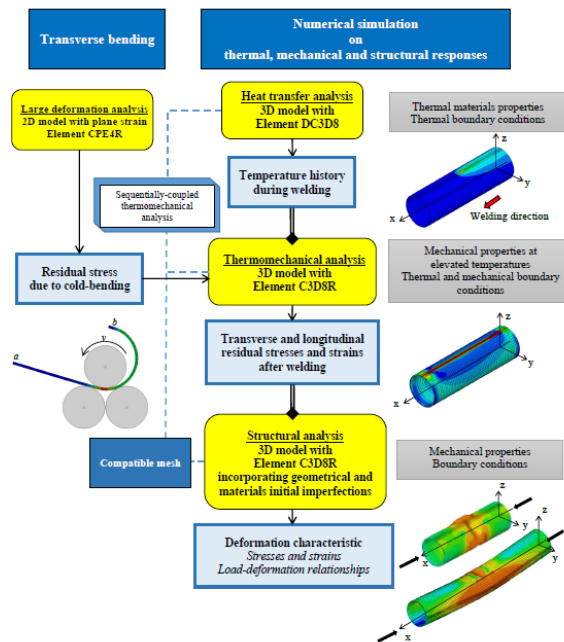 Transverse bending
Numerical simulation
on
thermal, mechanical and structural responses
Large deformation analysis
2D model with plane strain
Element CPE4R
Heat transfer analysis
3D model with
Element DC3D8
Thermal materials properties
Thermal boundary conditions
z
y
x
Welding direction
Sequentially-coupled
thermomechanical
analysis
Temperature history
during welding
Residual stress
due to cold-bending
Thermomechanical analysis
3D model with
Element C3D8R
Mechanical properties at
elevated temperatures
Thermal and mechanical boundary
conditions
z
y
x
a
b
v
Transverse and longitudinal
residual stresses and strains
after welding
Compatible mesh
Structural analysis
3D model with
Element C3D8R
incorporating geometrical and
materials initial imperfections
Mechanical properties
Boundary conditions
z
y
x
z
y
x
Deformation characteristic
Stresses and strains
Load-deformation relationships